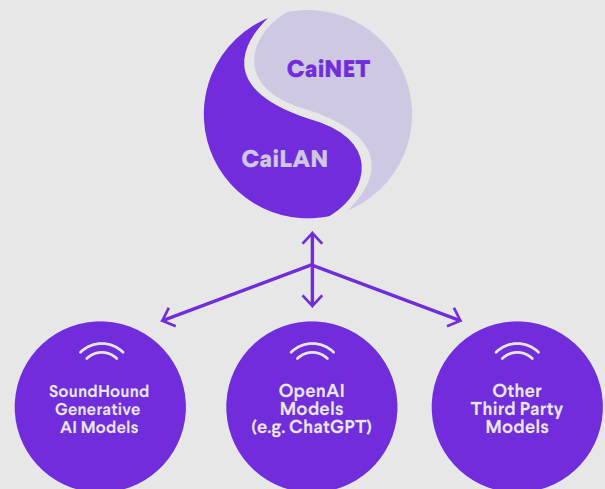 CaiNET
CaiLAN
SoundHound
Generative
AI Models
OpenAI
Models
(e.g. ChatGPT)
Other
Third Party
Models